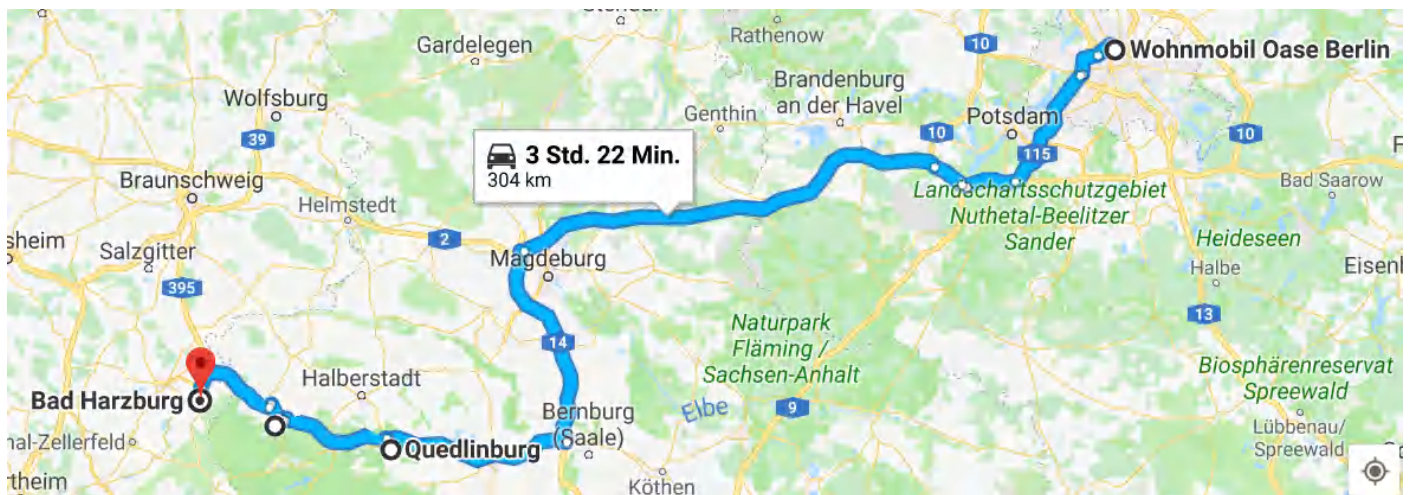 Gardelegen
Rathenow
10
Wohnmobil Oase Berlin
Wolfsburg
Brandenburg
an der Havel
Genthin
39
3 Std. 22 Min.
304 km
10
Potsdam
10
115
Braunschweig
Helmstedt
Landschartsschutzgebiet
Nuthetal-Beelitzer
Sander
Bad Saarow
sheim
Salzgitter
2
Magdeburg
Heideseen
Halbe
Eisenh
395
13
14
Naturpark
Fläming /
Sachsen-Anhalt
Halberstadt
Biosphärenreservat
Spreewald
Bad Harzburg
Bernburg
(Saale)
Elbe
9
Lübbenau/
Spreewald
nal-Zellerfeld
Quedlinburg
Köthen
rtheim